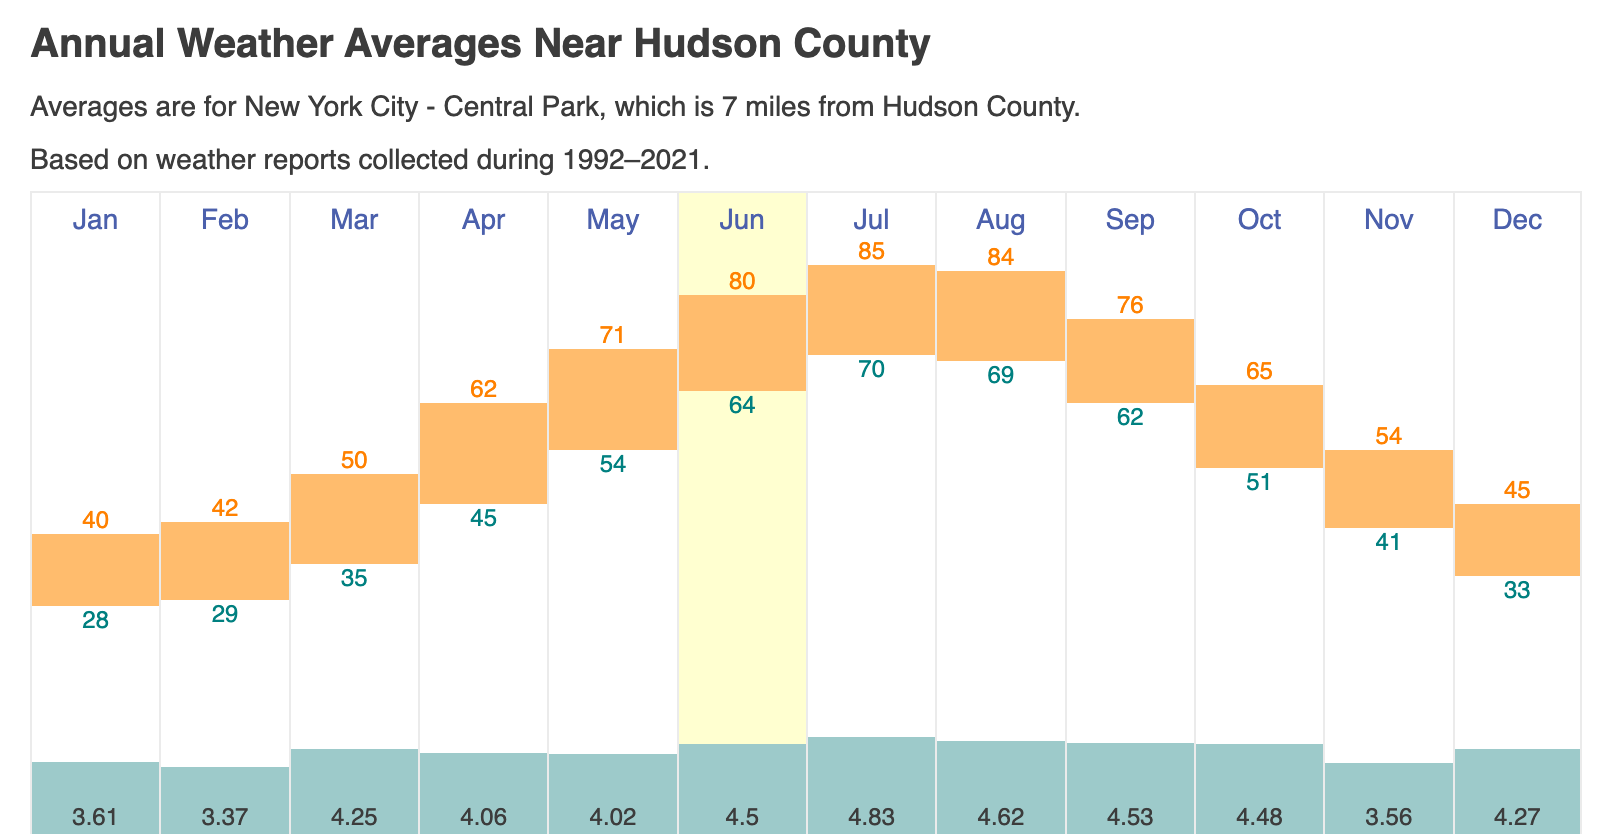 Annual Weather Averages Near Hudson County
Averages are for New York City - Central Park, which is 7 miles from Hudson County.
Based on weather reports collected during 1992–2021.
Jan Feb Mar Apr May Jun Jul Aug Sep Oct Nov Dec
40 42 50 62 71 80 85 84 76 65 54 45
28 29 35 45 54 64 70 69 62 51 41 33
3.61 3.37 4.25 4.06 4.02 4.5 4.83 4.62 4.53 4.48 3.56 4.27